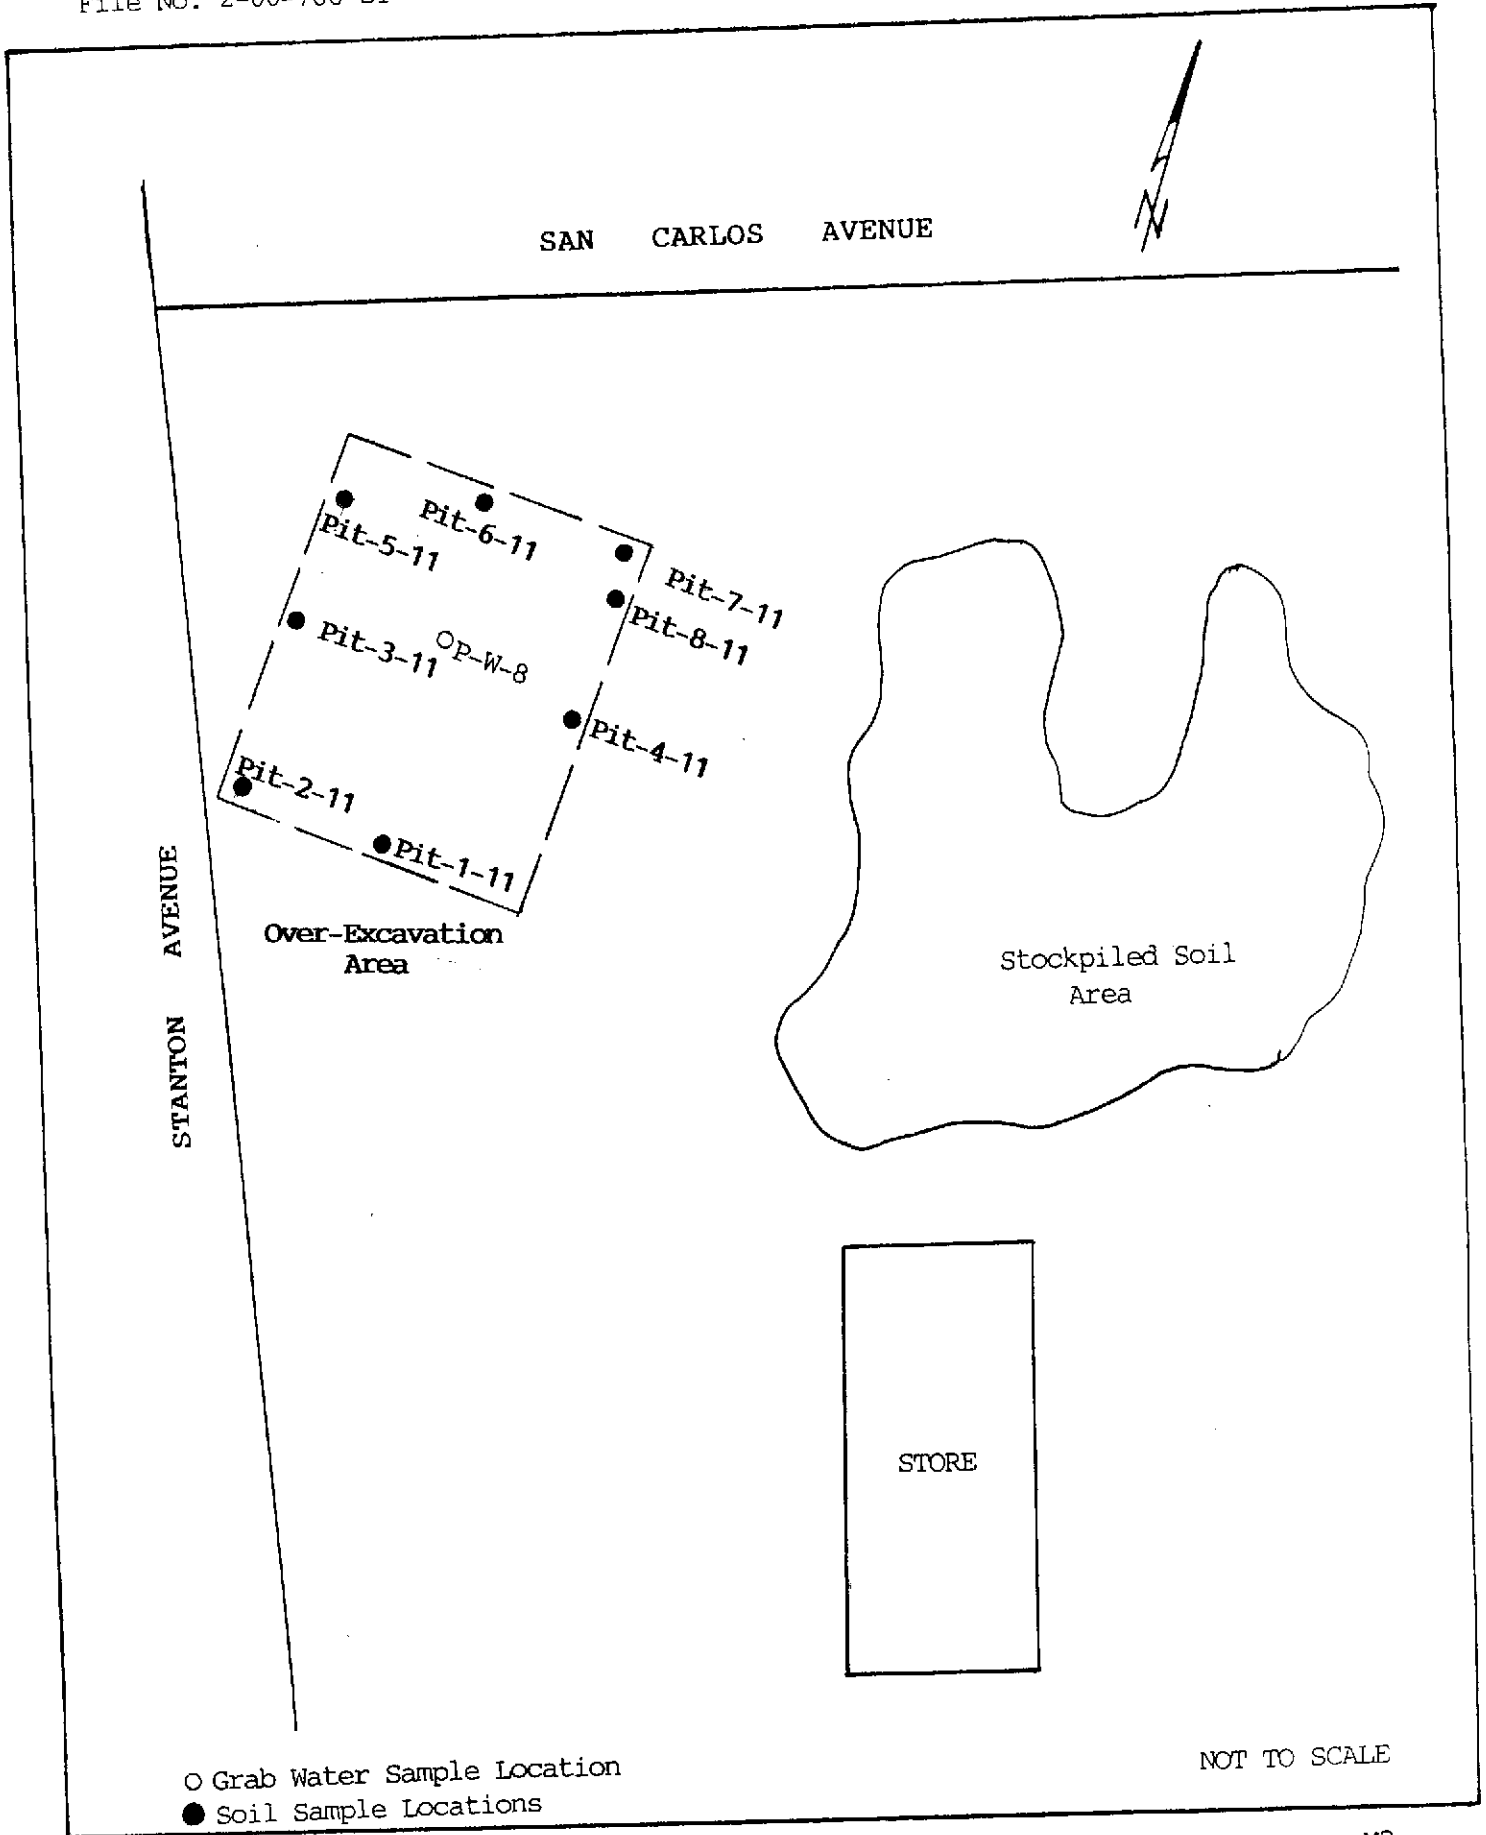 File No.
N
SAN CARLOS AVENUE
Pit-6-11
Pit-5-11
Pit-7-11
Pit-8-11
Pit-3-11
P-W-8
Pit-4-11
Pit-2-11
Pit-1-11
STANTON AVENUE
Over-Excavation
Area
Stockpiled Soil
Area
STORE
NOT TO SCALE
Grab Water Sample Location
Soil Sample Locations